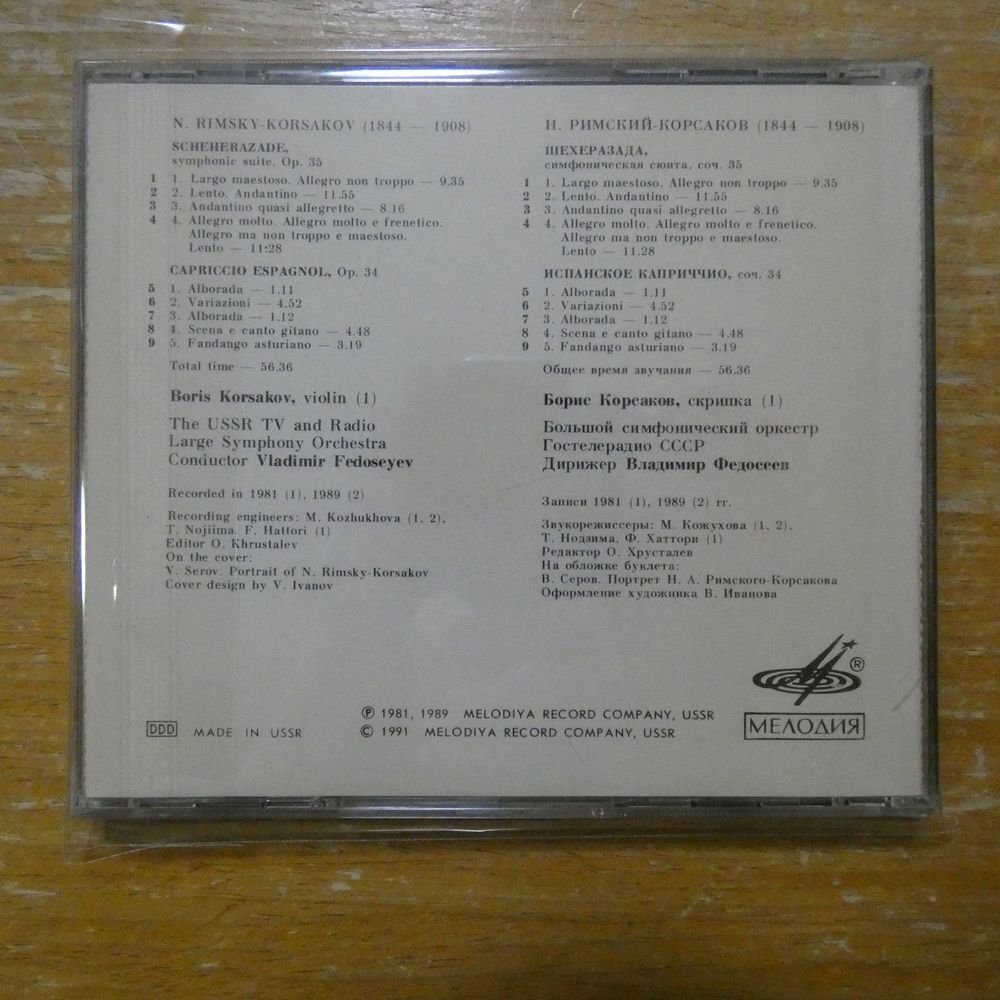 N. RIMSKY-KORSAKOV (1844 — 1908)
SCHEHERAZADE,
symphonic suite, Op. 35
1 1. Largo maestoso. Allegro non troppo — 9.35
2 2. Lento. Andantino — 11.55
3 3. Andantino quasi allegretto — 8.16
4 4. Allegro molto. Allegro molto e frenetico.
Allegro ma non troppo e maestoso.
Lento — 11:28
CAPRICCIO ESPAGNOL, Op. 34
5 1. Alborada — 1.11
6 2. Variazioni — 4.52
7 3. Alborada — 1.12
8 4. Scena e canto gitano — 4.48
9 5. Fandango asturiano — 3.19
Total time — 56.36
Boris Korsakov, violin (1)
The USSR TV and Radio
Large Symphony Orchestra
Conductor Vladimir Fedoseyev
Recorded in 1981 (1), 1989 (2)
Recording engineers: M. Kozhukhova (1, 2),
T. Nojiima, F. Hattori (1)
Editor O. Khrustalev
On the cover:
V. Serov. Portrait of N. Rimsky-Korsakov
Cover design by V. Ivanov
Н. РИМСКИЙ-КОРСАКОВ (1844 — 1908)
ШЕХЕРАЗАДА,
симфоническая сюита, соч. 35
1 1. Largo maestoso. Allegro non troppo — 9.35
2 2. Lento. Andantino — 11.55
3 3. Andantino quasi allegretto — 8.16
4 4. Allegro molto. Allegro molto e frenetico.
Allegro ma non troppo e maestoso.
Lento — 11.28
ИСПАНСКОЕ КАПРИЧЧИО, соч. 34
5 1. Alborada — 1.11
6 2. Variazioni — 4.52
7 3. Alborada — 1.12
8 4. Scena e canto gitano — 4.48
9 5. Fandango asturiano — 3.19
Общее время звучания — 56.36
Борис Корсаков, скрипка (1)
Большой симфонический оркестр
Гостелерадио СССР
Дирижер Владимир Федосеев
Записи 1981 (1), 1989 (2) гг.
Звукорежиссеры: М. Кожухова (1, 2),
Т. Нодзима, Ф. Хаттори (1)
Редактор О. Хрусталев
На обложке буклета:
В. Серов. Портрет Н. А. Римского-Корсакова
Оформление художника В. Иванова
®
МЕЛОДИЯ
DDD MADE IN USSR
℗ 1981, 1989 MELODIYA RECORD COMPANY, USSR
© 1991 MELODIYA RECORD COMPANY, USSR